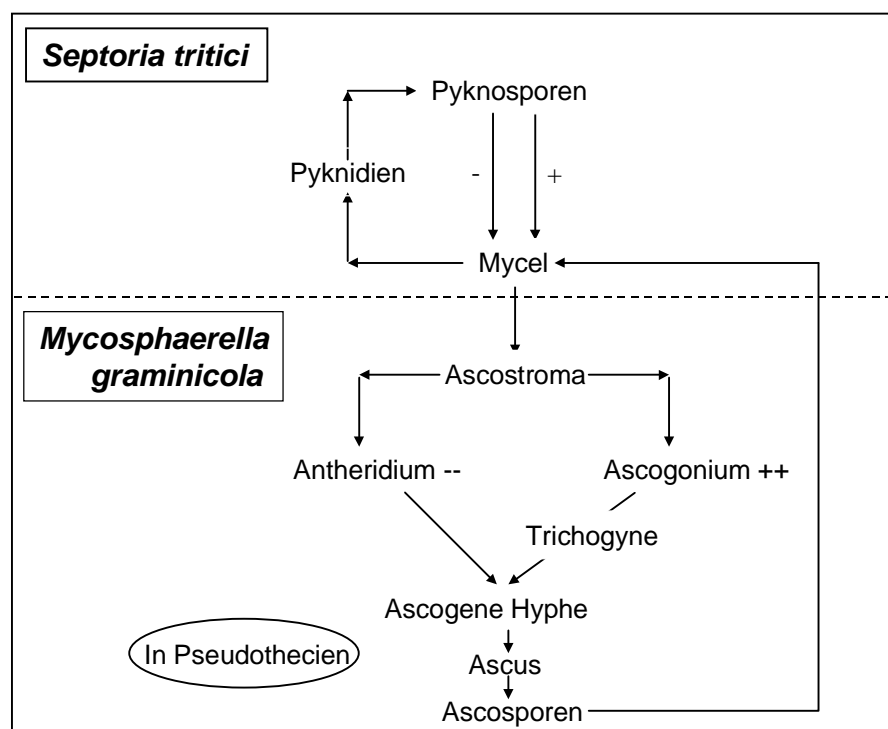 Septoria tritici
Pyknosporen
Pyknidien
- +
Mycel
Mycosphaerella
graminicola
Ascostroma
Antheridium --
Ascogonium ++
Trichogyne
Ascogene Hyphe
In Pseudothecien
Ascus
Ascosporen